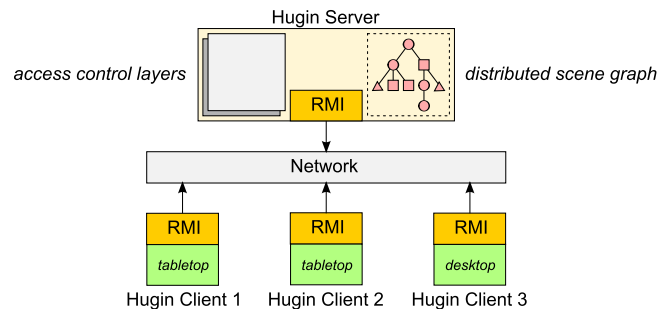 Hugin Server
access control layers
distributed scene graph
RMI
Network
RMI
RMI
RMI
tabletop
tabletop
desktop
Hugin Client 1
Hugin Client 2
Hugin Client 3